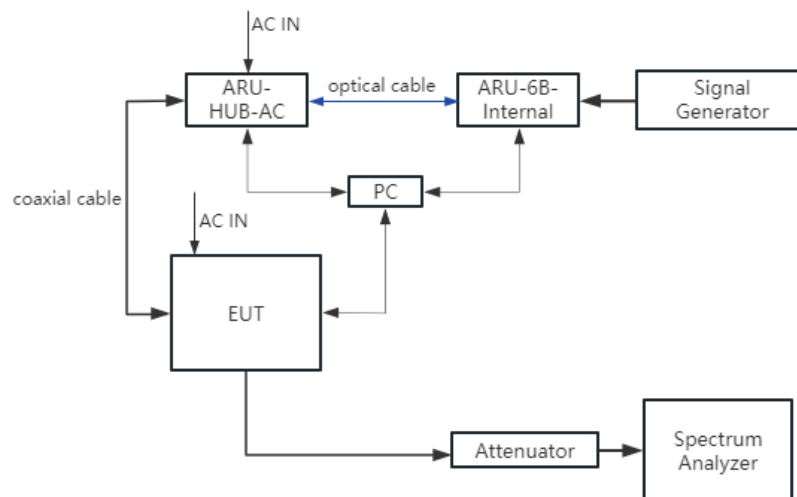 AC IN
ARU-
HUB-AC
optical cable
ARU-6B-
Internal
Signal
Generator
PC
coaxial cable
AC IN
EUT
Attenuator
Spectrum
Analyzer